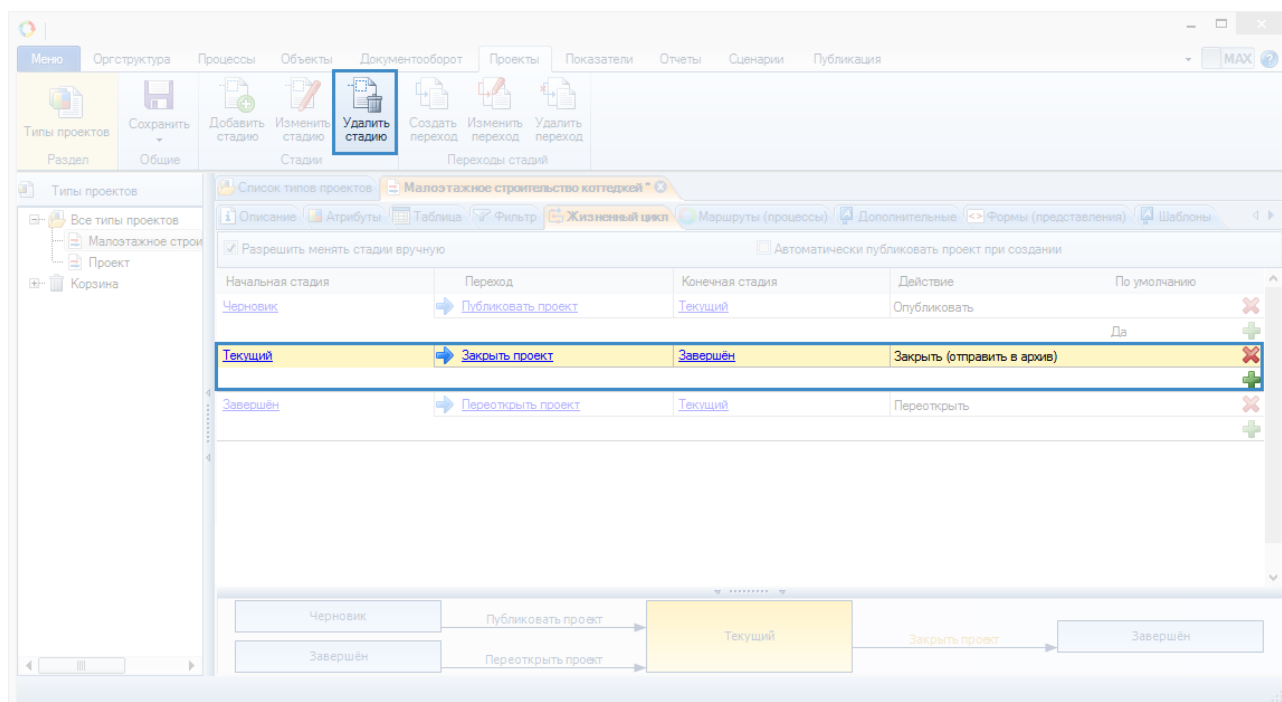 Меню Оргструктура Процессы Объекты Документооборот Проекты Показатели Отчеты Сценарии Публикация MAX
Типы проектов Сохранить Добавить стадию Изменить стадию Удалить стадию Создать переход Изменить переход Удалить переход
Раздел Общие Стадии Переходы стадий
Типы проектов Список типов проектов Малоэтажное строительство коттеджей *
Все типы проектов Описание Атрибуты Таблица Фильтр Жизненный цикл Маршруты (процессы) Дополнительные Формы (представления) Шаблоны
Малоэтажное строи Разрешить менять стадии вручную Автоматически публиковать проект при создании
Проект
Корзина Начальная стадия Переход Конечная стадия Действие По умолчанию
Черновик Публиковать проект Текущий Опубликовать
Да
Текущий Закрыть проект Завершён Закрыть (отправить в архив)
Завершён Переоткрыть проект Текущий Переоткрыть
Черновик Публиковать проект Текущий Закрыть проект Завершён
Завершён Переоткрыть проект